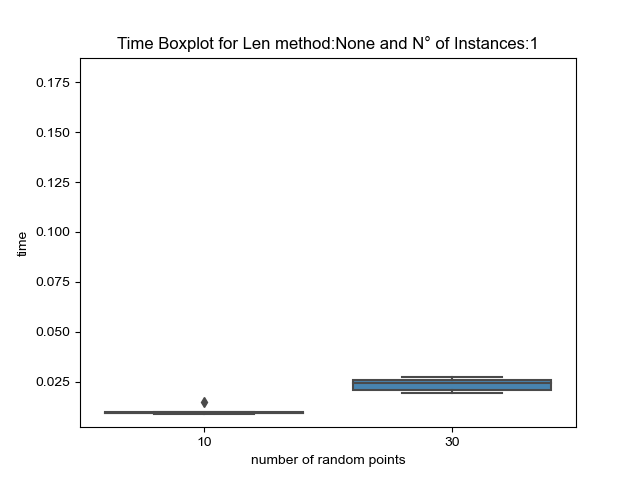 Time Boxplot for Len method:None and N° of Instances:1
0.175
0.150
0.125
0.100
0.075
0.050
0.025
time
10 30
number of random points